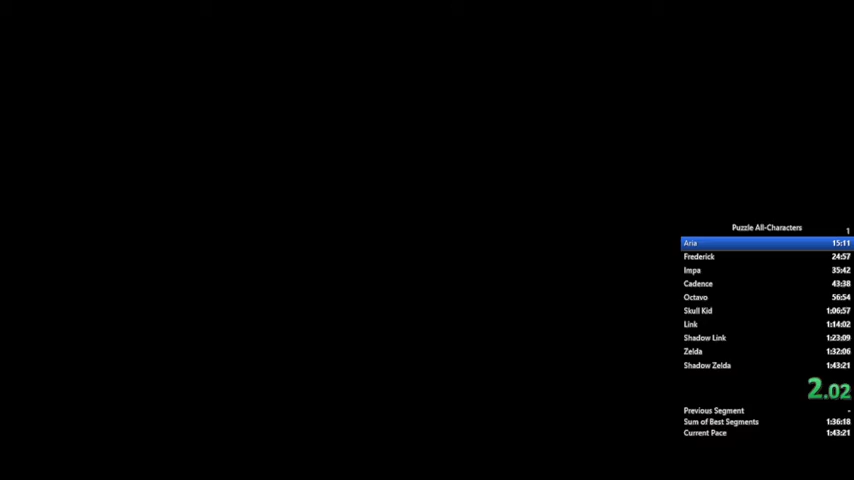 Puzzle All-Characters
1
Aria 15:11
Frederick 24:57
Impa 35:42
Cadence 43:38
Octavo 56:54
Skull Kid 1:06:57
Link 1:14:02
Shadow Link 1:23:09
Zelda 1:32:06
Shadow Zelda 1:43:21
2.02
Previous Segment -
Sum of Best Segments 1:36:18
Current Pace 1:43:21